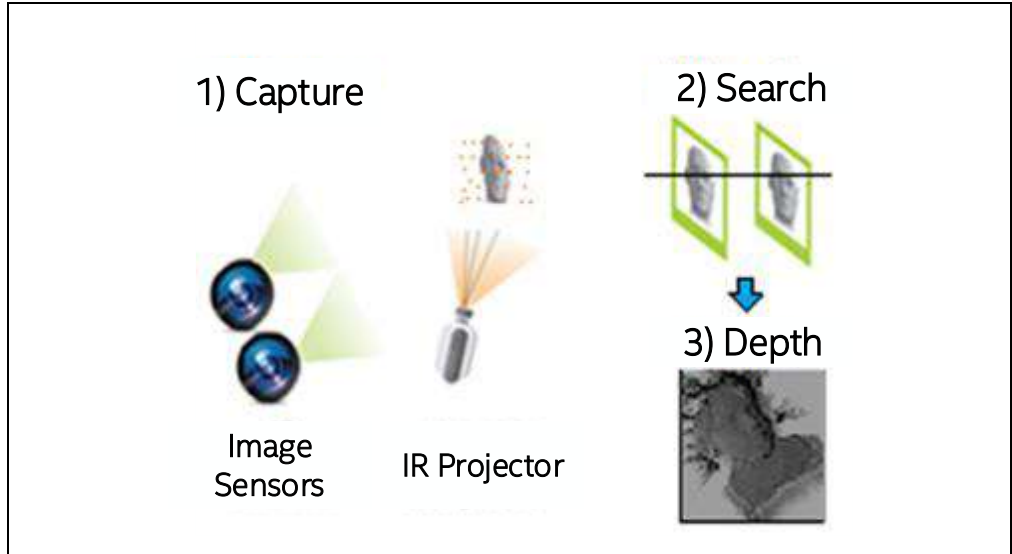 1) Capture
Image
Sensors
IR Projector
2) Search
3) Depth